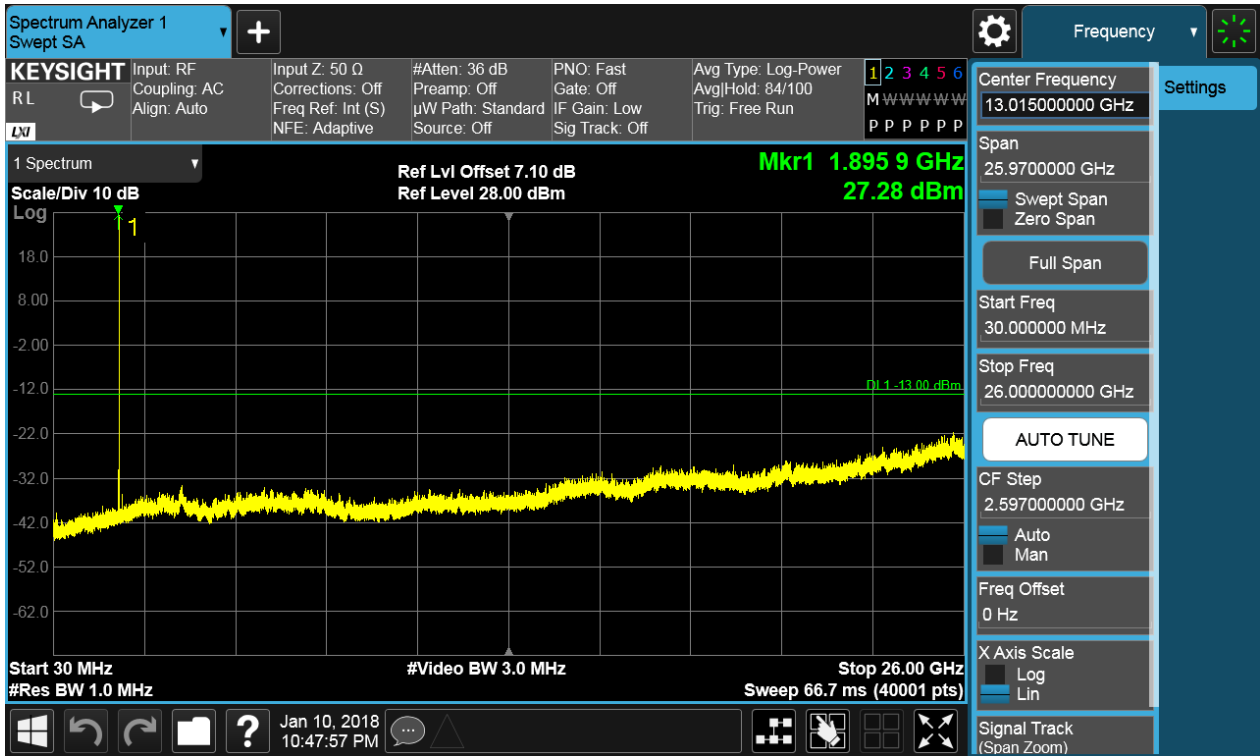 Spectrum Analyzer 1
Swept SA
Frequency
KEYSIGHT
R L
LXI
Input: RF
Coupling: AC
Align: Auto
Input Z: 50 Ω
Corrections: Off
Freq Ref: Int (S)
NFE: Adaptive
#Atten: 36 dB
Preamp: Off
µW Path: Standard
Source: Off
PNO: Fast
Gate: Off
IF Gain: Low
Sig Track: Off
Avg Type: Log-Power
Avg|Hold: 84/100
Trig: Free Run
1 2 3 4 5 6
M W W W W W
P P P P P P
1 Spectrum
Scale/Div 10 dB
Log
Ref Lvl Offset 7.10 dB
Ref Level 28.00 dBm
Mkr1 1.895 9 GHz
27.28 dBm
1
18.0
8.00
-2.00
-12.0
-22.0
-32.0
-42.0
-52.0
-62.0
DL1 -13.00 dBm
Start 30 MHz
#Res BW 1.0 MHz
#Video BW 3.0 MHz
Stop 26.00 GHz
Sweep 66.7 ms (40001 pts)
Center Frequency
13.015000000 GHz
Span
25.9700000 GHz
Swept Span
Zero Span
Full Span
Start Freq
30.000000 MHz
Stop Freq
26.000000000 GHz
AUTO TUNE
CF Step
2.597000000 GHz
Auto
Man
Freq Offset
0 Hz
X Axis Scale
Log
Lin
Signal Track
(Span Zoom)
Settings
?
Jan 10, 2018
10:47:57 PM